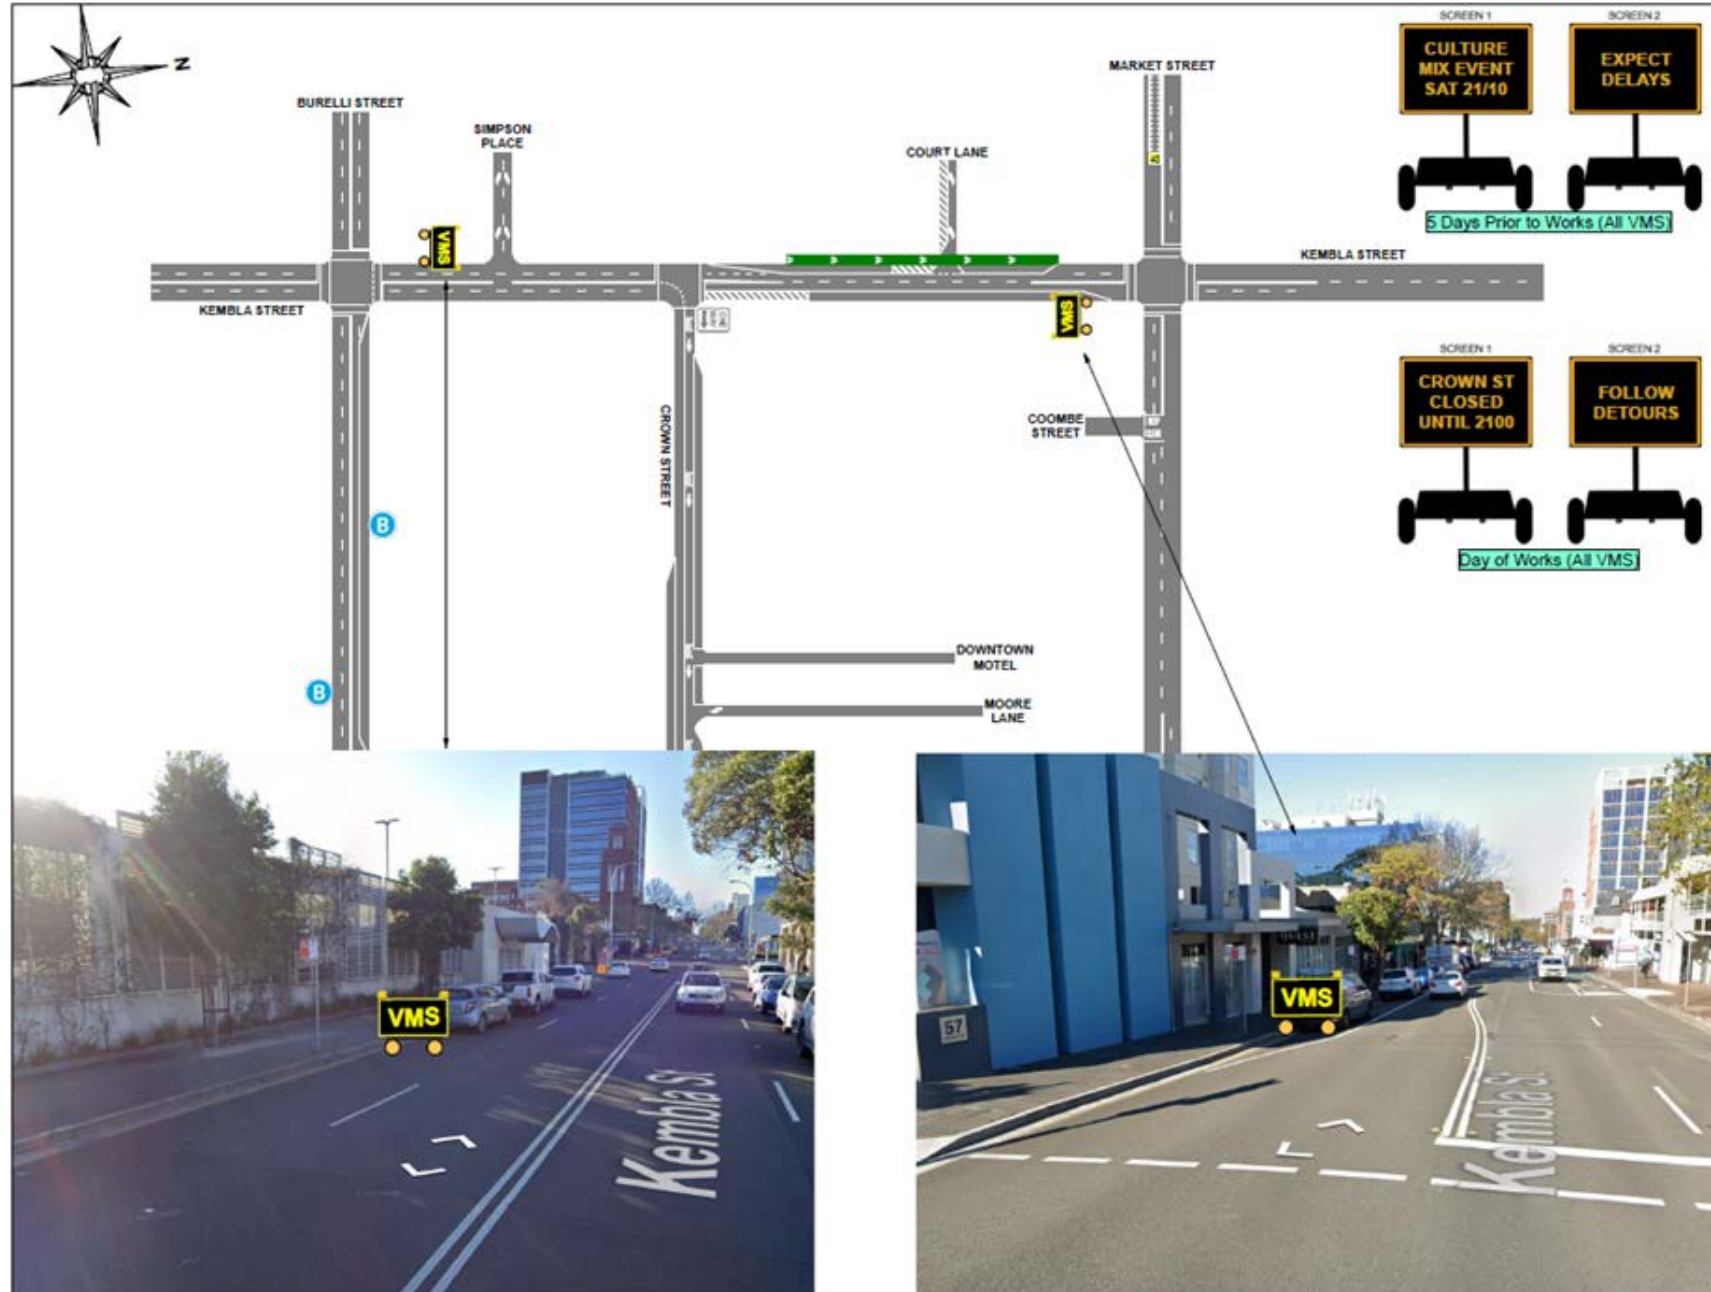 SCREEN 1
SCREEN 2
CULTURE
MIX EVENT
SAT 21/10
EXPECT
DELAYS
5 Days Prior to Works (All VMS)
N
BURELLI STREET
SIMPSON
PLACE
COURT LANE
MARKET STREET
40
VMS
KEMBLA STREET
KEMBLA STREET
ONE
WAY
VMS
SCREEN 1
SCREEN 2
CROWN ST
CLOSED
UNTIL 2100
FOLLOW
DETOURS
Day of Works (All VMS)
CROWN STREET
COOMBE
STREET
B
B
DOWNTOWN
MOTEL
MOORE
LANE
VMS
Kembla St
57
VMS
Kembla St